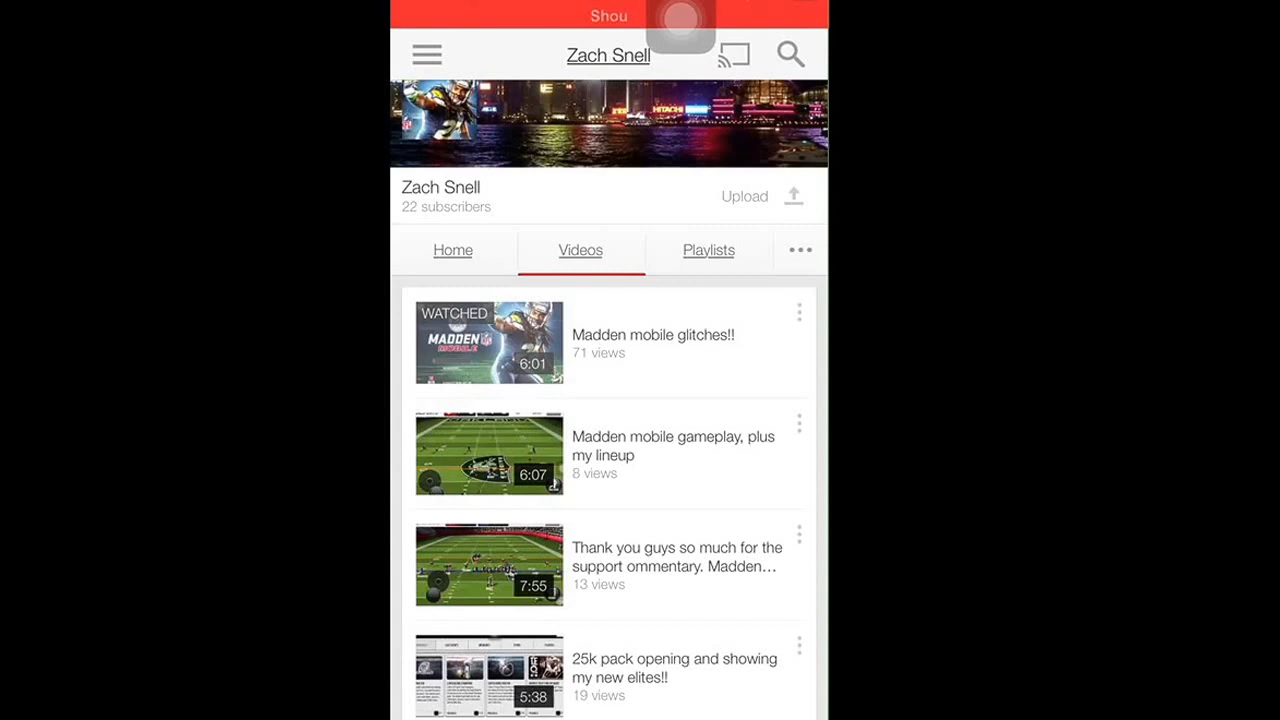 Shou
Zach Snell
HITACHI
Zach Snell
22 subscribers
Upload
Home
Videos
Playlists
WATCHED
MADDEN
MOBILE
6:01
Madden mobile glitches!!
71 views
6:07
Madden mobile gameplay, plus
my lineup
8 views
7:55
Thank you guys so much for the
support ommentary. Madden...
13 views
5:38
25k pack opening and showing
my new elites!!
19 views